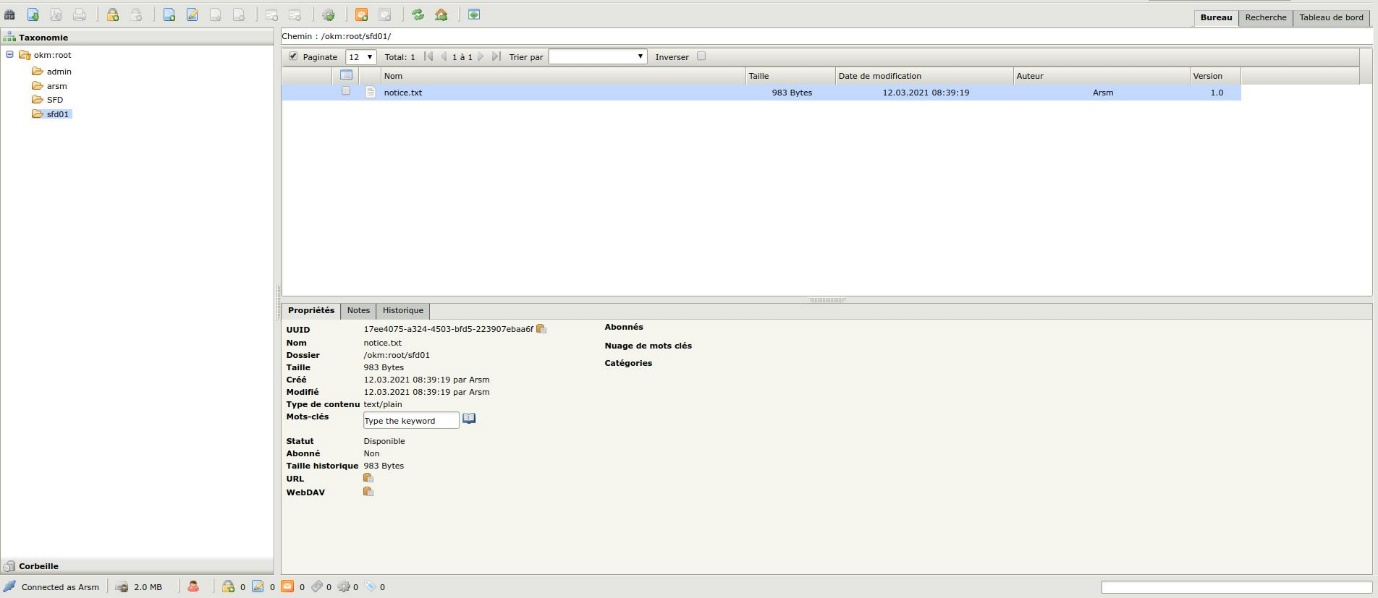 Bureau Recherche Tableau de bord
Taxonomie
okm:root
admin
arsm
SFD
sfd01
Corbeille
Chemin : /okm:root/sfd01/
Paginate 12 Total: 1 1 à 1 Trier par Inverser
Nom Taille Date de modification Auteur Version
notice.txt 983 Bytes 12.03.2021 08:39:19 Arsm 1.0
Propriétés Notes Historique
UUID 17ee4075-a324-4503-bfd5-223907ebaa6f
Nom notice.txt
Dossier /okm:root/sfd01
Taille 983 Bytes
Créé 12.03.2021 08:39:19 par Arsm
Modifié 12.03.2021 08:39:19 par Arsm
Type de contenu text/plain
Mots-clés Type the keyword
Statut Disponible
Abonné Non
Taille historique 983 Bytes
URL
WebDAV
Abonnés
Nuage de mots clés
Catégories
Connected as Arsm 2.0 MB 0 0 0 0 0 0